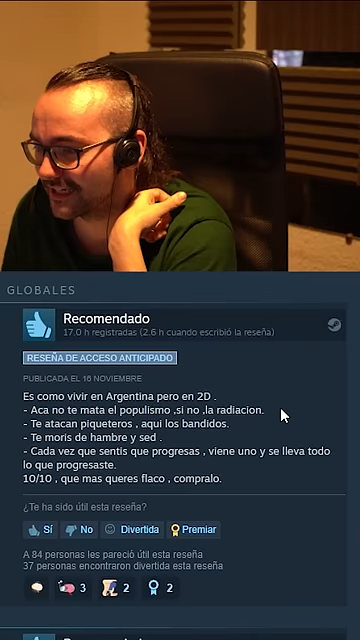 GLOBALES
Recomendado
17.0 h registradas (2.6 h cuando escribió la reseña)
RESEÑA DE ACCESO ANTICIPADO
PUBLICADA EL 16 NOVIEMBRE
Es como vivir en Argentina pero en 2D .
- Aca no te mata el populismo ,si no ,la radiacion.
- Te atacan piqueteros , aqui los bandidos.
- Te moris de hambre y sed .
- Cada vez que sentis que progresas , viene uno y se lleva todo
lo que progresaste.
10/10 , que mas queres flaco , compralo.
¿Te ha sido útil esta reseña?
Sí No Divertida Premiar
A 84 personas les pareció útil esta reseña
37 personas encontraron divertida esta reseña
3 2 2